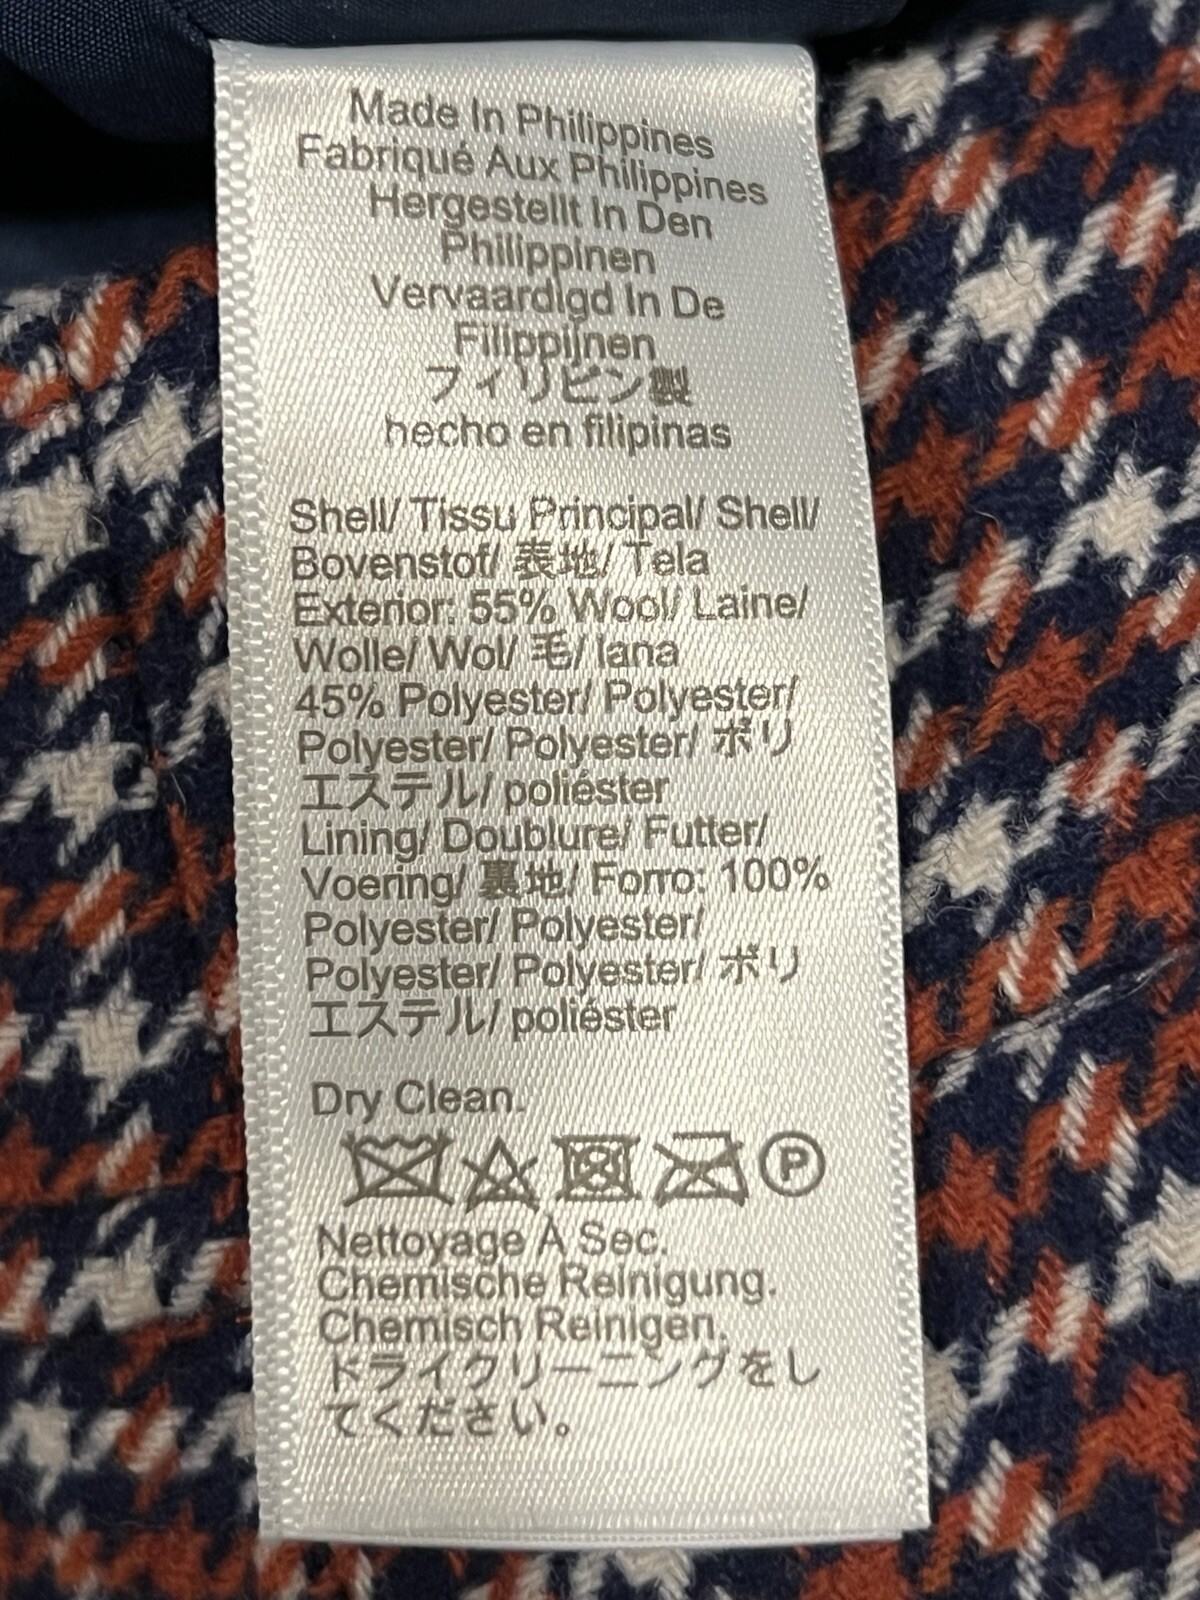 Made In Philippines
Fabriqué Aux Philippines
Hergestellt In Den
Philippinen
Vervaardigd In De
Filippijnen
フィリピン製
hecho en filipinas
Shell/ Tissu Principal/ Shell/
Bovenstof/ 表地/ Tela
Exterior: 55% Wool/ Laine/
Wolle/ Wol/ 毛/ lana
45% Polyester/ Polyester/
Polyester/ Polyester/ ポリ
エステル/ poliéster
Lining/ Doublure/ Futter/
Voering/ 裏地/ Forro: 100%
Polyester/ Polyester/
Polyester/ Polyester/ ポリ
エステル/ poliéster
Dry Clean.
P
Nettoyage À Sec.
Chemische Reinigung.
Chemisch Reinigen.
ドライクリーニングをし
てください。